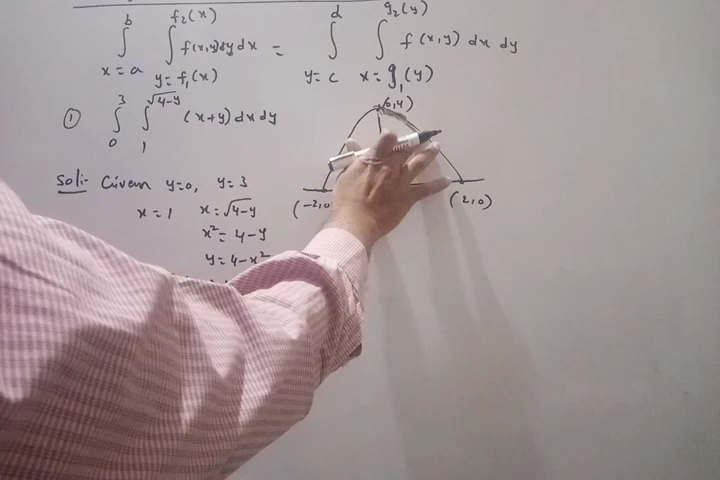 ∫_{x=a}^{b} ∫_{y=f₁(x)}^{f₂(x)} f(x,y) dy dx = ∫_{y=c}^{d} ∫_{x=g₁(y)}^{g₂(y)} f(x,y) dx dy
① ∫_{0}^{3} ∫_{1}^{√4-y} (x+y) dx dy
(0,4)
Sol:- Given y=0, y=3
(-2,0
(2,0)
x=1 x=√4-y
x²= 4-y
y=4-x²